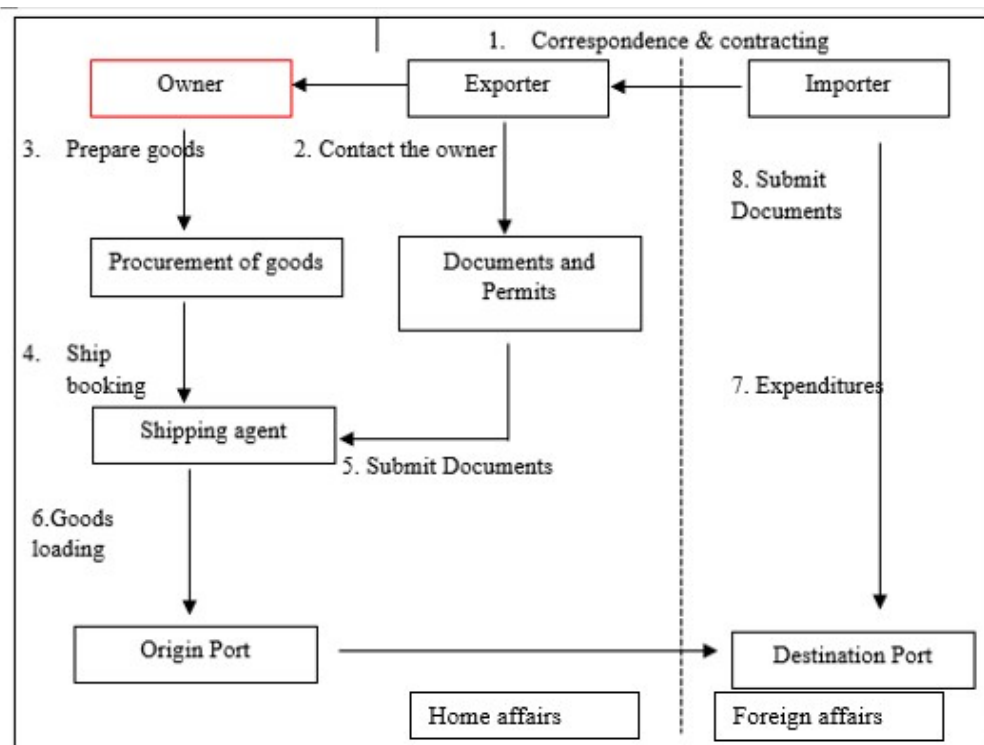 1. Correspondence & contracting
Owner
Exporter
Importer
3. Prepare goods
2. Contact the owner
8. Submit
Documents
Procurement of goods
Documents and
Permits
4. Ship
booking
7. Expenditures
Shipping agent
5. Submit Documents
6.Goods
loading
Origin Port
Destination Port
Home affairs
Foreign affairs